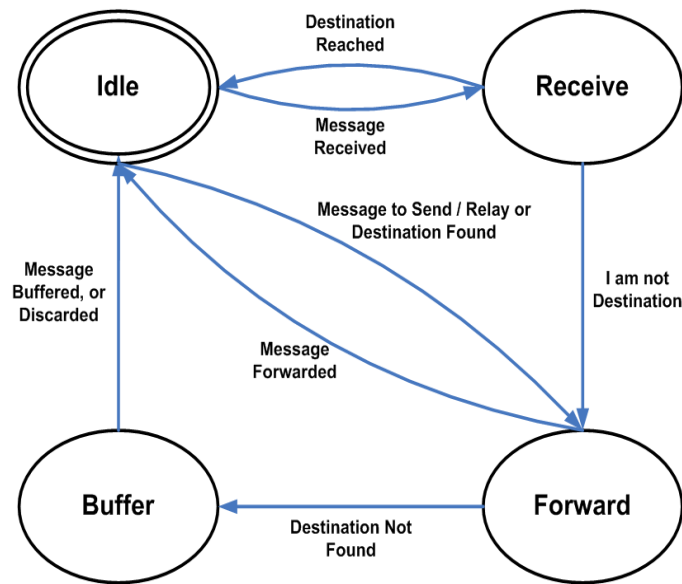 Destination
Reached
Idle
Receive
Message
Received
Message to Send / Relay or
Destination Found
Message
Buffered, or
Discarded
I am not
Destination
Message
Forwarded
Buffer
Forward
Destination Not
Found